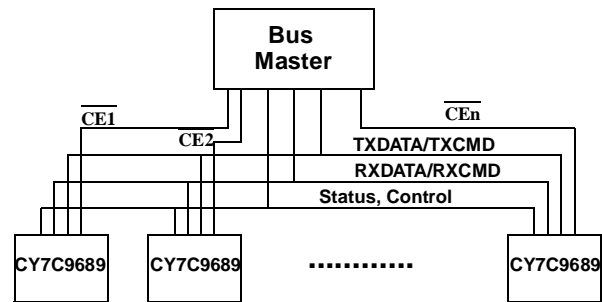 Bus
Master
CE1
CE2
CEn
TXDATA/TXCMD
RXDATA/RXCMD
Status, Control
CY7C9689
CY7C9689
CY7C9689